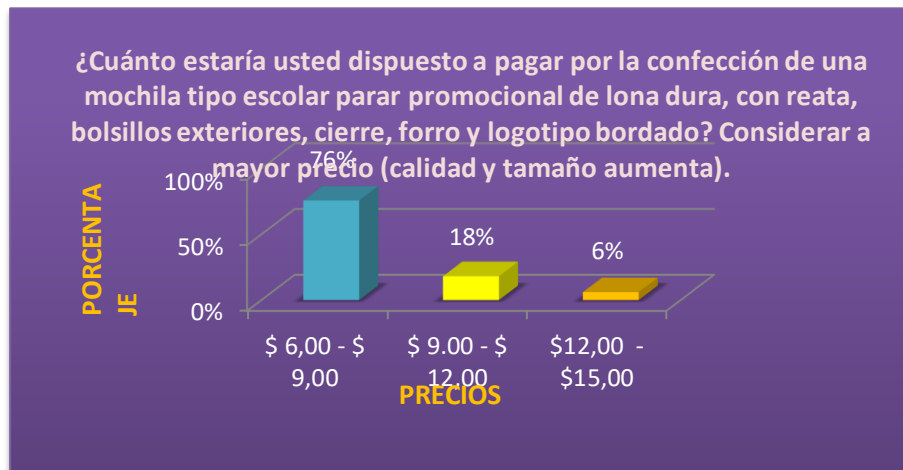 ¿Cuánto estaría usted dispuesto a pagar por la confección de una
mochila tipo escolar parar promocional de lona dura, con reata,
bolsillos exteriores, cierre, forro y logotipo bordado? Considerar a
mayor precio (calidad y tamaño aumenta).
76%
100%
18%
6%
50%
0%
PORCENTA
JE
$ 6,00 - $
9,00
$ 9.00 - $
12,00
$12,00 -
$15,00
PRECIOS